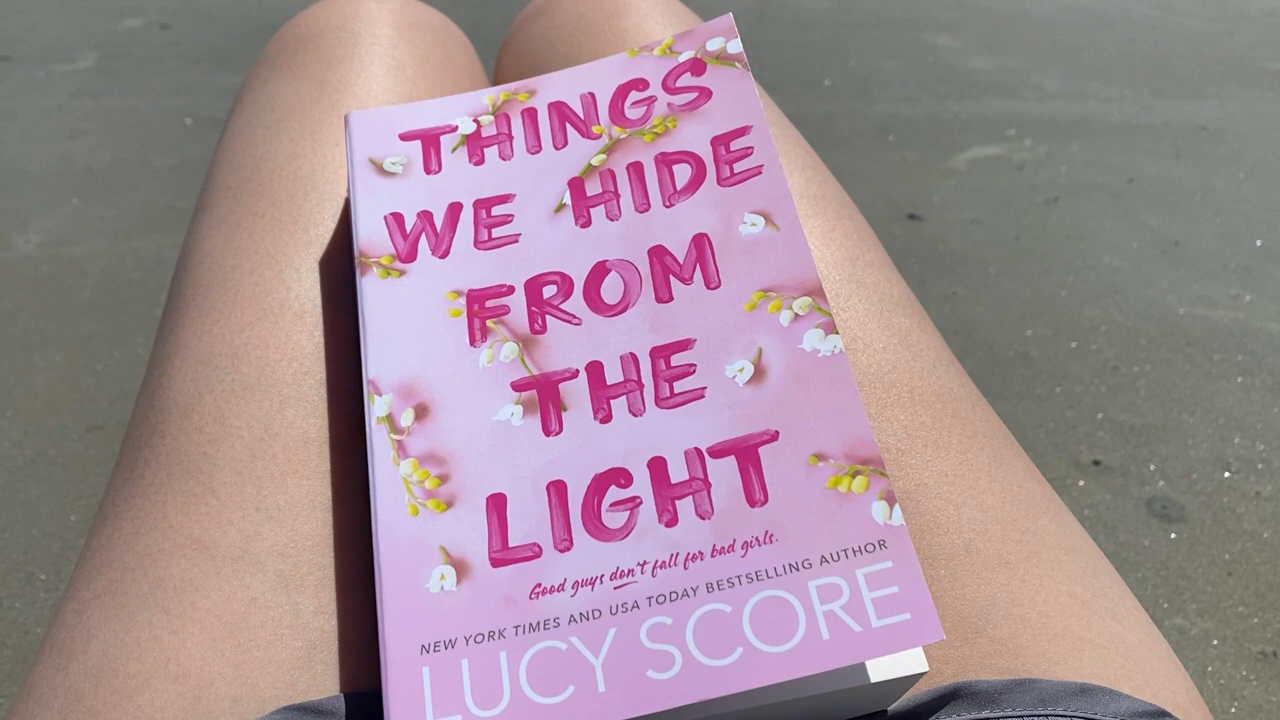 THINGS
WE HIDE
FROM
THE
LIGHT
Good guys don't fall for bad girls.
NEW YORK TIMES AND USA TODAY BESTSELLING AUTHOR
LUCY SCORE